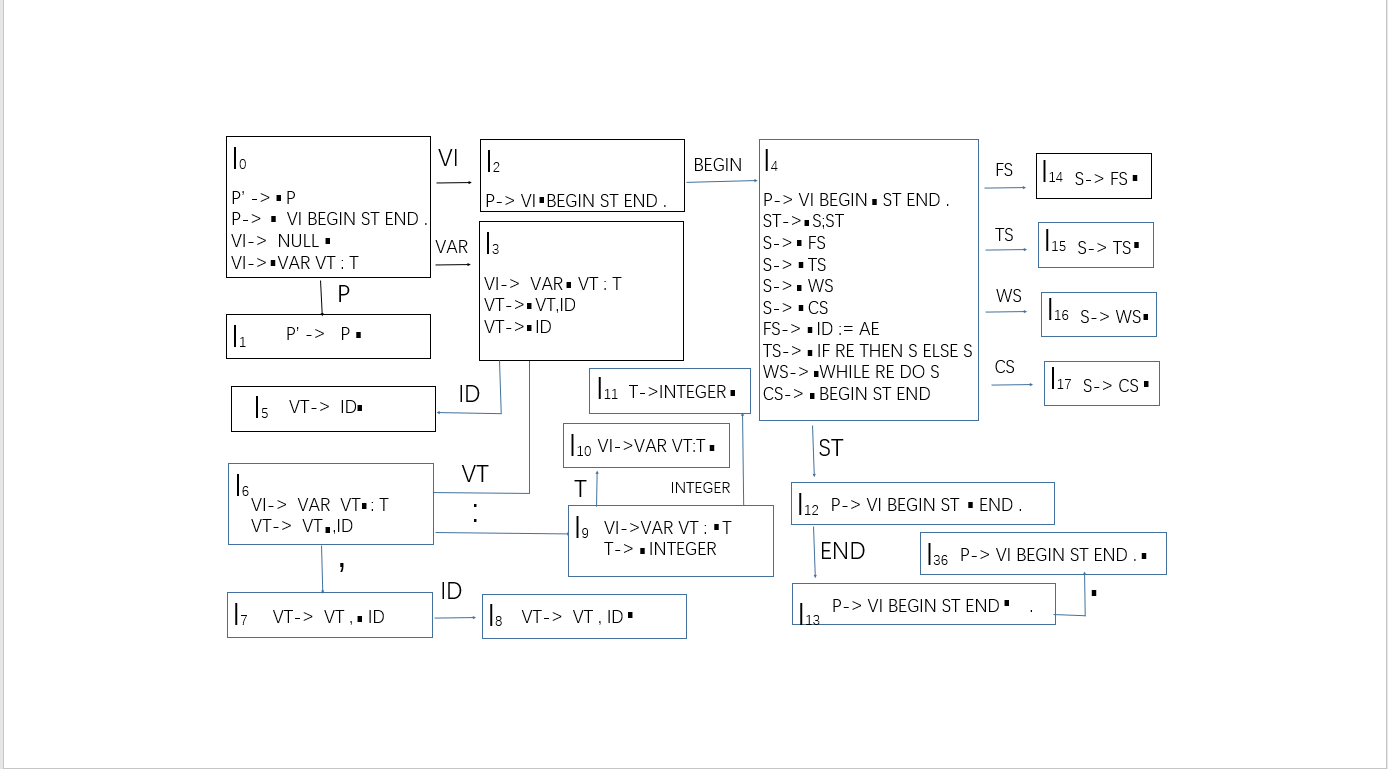 I0
P' -> ▪ P
P-> ▪ VI BEGIN ST END .
VI-> NULL ▪
VI->▪VAR VT : T
VI
VAR
P
I1 P' -> P ▪
I2
P-> VI▪BEGIN ST END .
I3
VI-> VAR▪ VT : T
VT->▪VT,ID
VT->▪ID
BEGIN
I4
P-> VI BEGIN▪ ST END .
ST->▪S;ST
S->▪FS
S->▪TS
S->▪WS
S->▪CS
FS-> ▪ID := AE
TS-> ▪IF RE THEN S ELSE S
WS-> ▪WHILE RE DO S
CS-> ▪BEGIN ST END
FS
I14 S-> FS▪
TS
I15 S-> TS▪
WS
I16 S-> WS▪
CS
I17 S-> CS▪
ID
I5 VT-> ID▪
I11 T->INTEGER▪
I10 VI->VAR VT:T▪
VT
:
I6
VI-> VAR VT▪: T
VT-> VT▪,ID
T
INTEGER
I9 VI->VAR VT : ▪T
T-> ▪INTEGER
,
I7 VT-> VT ,▪ID
ID
I8 VT-> VT , ID▪
ST
I12 P-> VI BEGIN ST ▪ END .
END
I36 P-> VI BEGIN ST END .▪
I13 P-> VI BEGIN ST END▪ .
▪